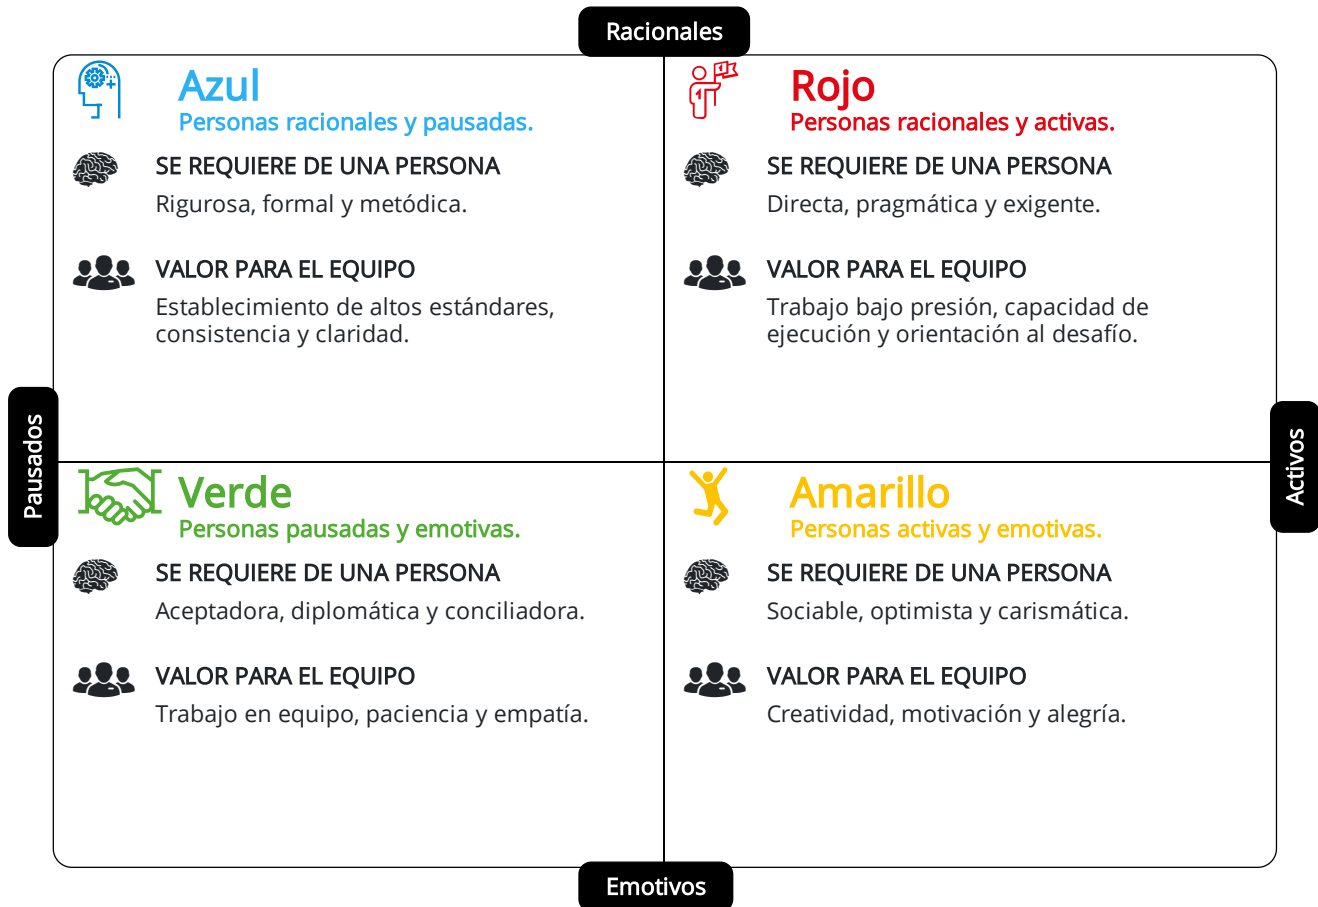 Racionales
Azul
Personas racionales y pausadas.
SE REQUIERE DE UNA PERSONA
Rigurosa, formal y metódica.
VALOR PARA EL EQUIPO
Establecimiento de altos estándares,
consistencia y claridad.
Rojo
Personas racionales y activas.
SE REQUIERE DE UNA PERSONA
Directa, pragmática y exigente.
VALOR PARA EL EQUIPO
Trabajo bajo presión, capacidad de
ejecución y orientación al desafío.
Pausados
Activos
Verde
Personas pausadas y emotivas.
SE REQUIERE DE UNA PERSONA
Aceptadora, diplomática y conciliadora.
VALOR PARA EL EQUIPO
Trabajo en equipo, paciencia y empatía.
Amarillo
Personas activas y emotivas.
SE REQUIERE DE UNA PERSONA
Sociable, optimista y carismática.
VALOR PARA EL EQUIPO
Creatividad, motivación y alegría.
Emotivos